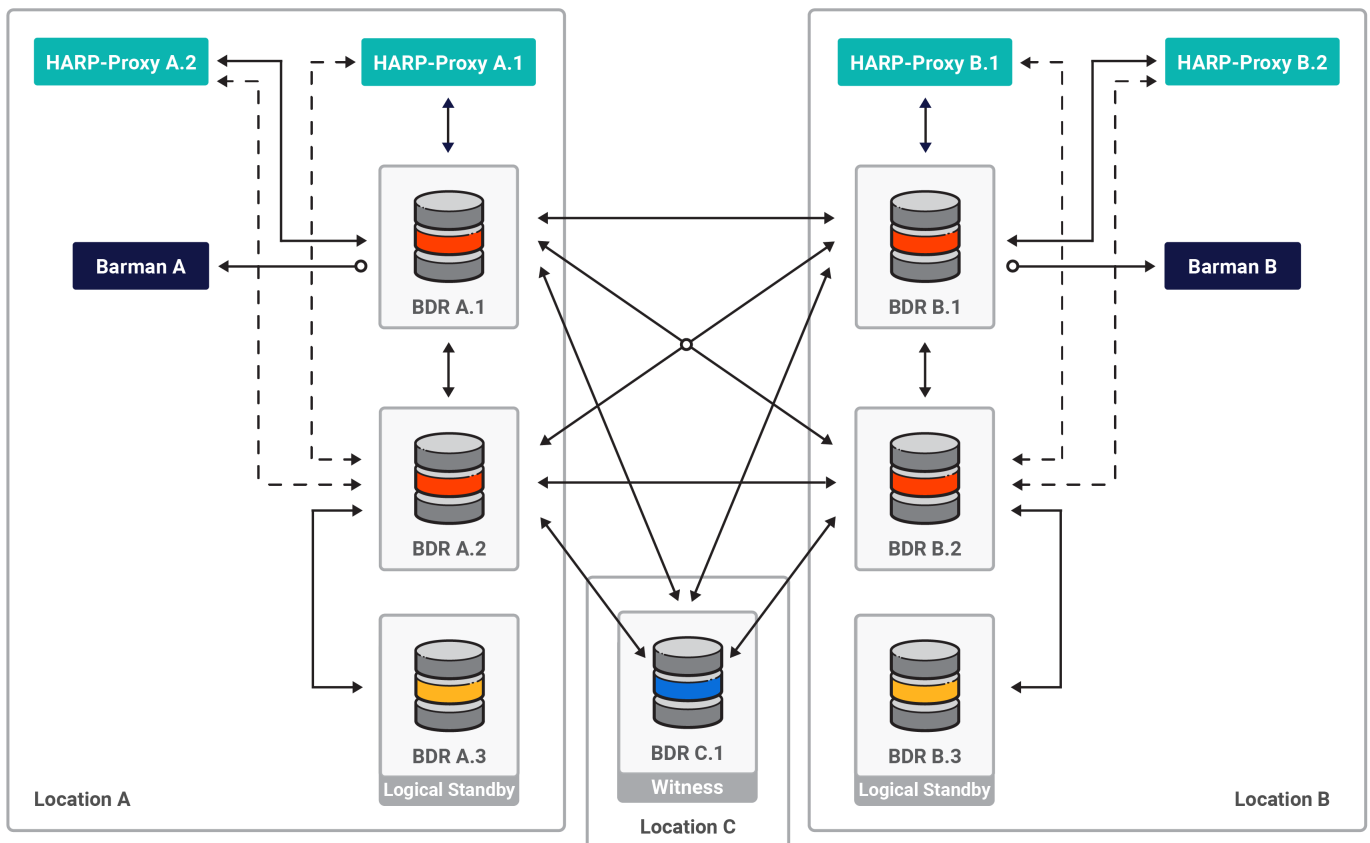 HARP-Proxy A.2
HARP-Proxy A.1
HARP-Proxy B.1
HARP-Proxy B.2
Barman A
BDR A.1
BDR B.1
Barman B
BDR A.2
BDR B.2
BDR A.3
Logical Standby
BDR C.1
Witness
BDR B.3
Logical Standby
Location A
Location C
Location B